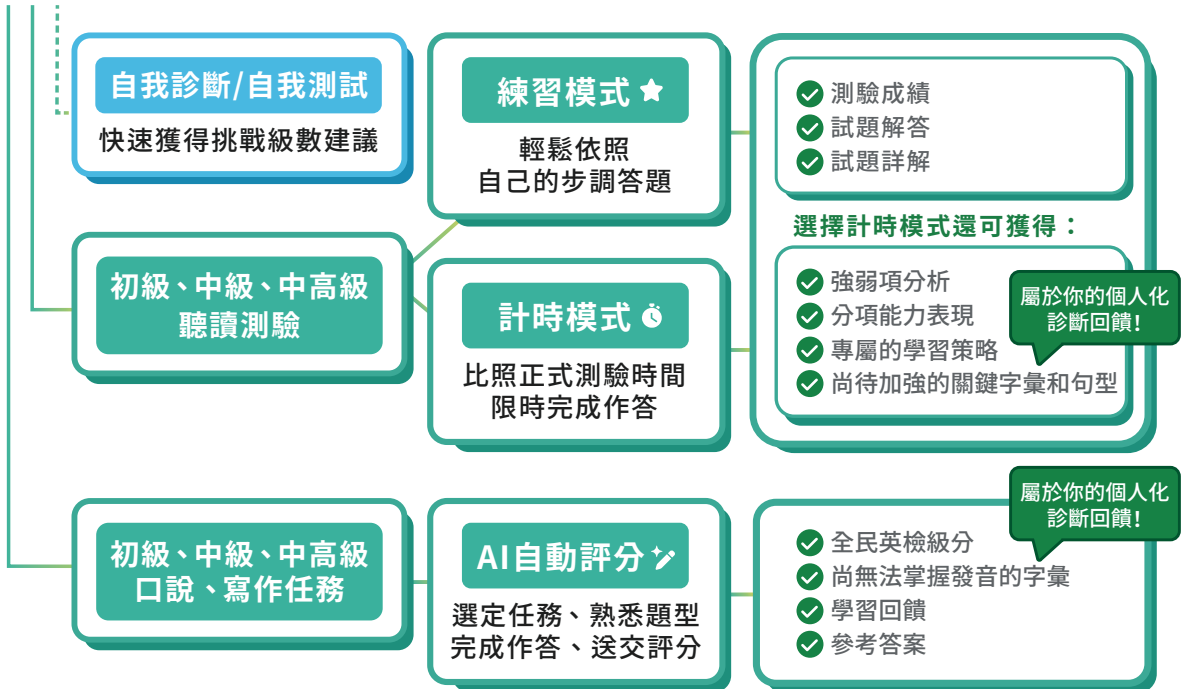 自我診斷/自我測試
快速獲得挑戰級數建議
練習模式
輕鬆依照
自己的步調答題
測驗成績
試題解答
試題詳解
選擇計時模式還可獲得：
初級、中級、中高級
聽讀測驗
計時模式
比照正式測驗時間
限時完成作答
強弱項分析
分項能力表現
專屬的學習策略
尚待加強的關鍵字彙和句型
屬於你的個人化
診斷回饋！
初級、中級、中高級
口說、寫作任務
AI自動評分
選定任務、熟悉題型
完成作答、送交評分
全民英檢級分
尚無法掌握發音的字彙
學習回饋
參考答案
屬於你的個人化
診斷回饋！